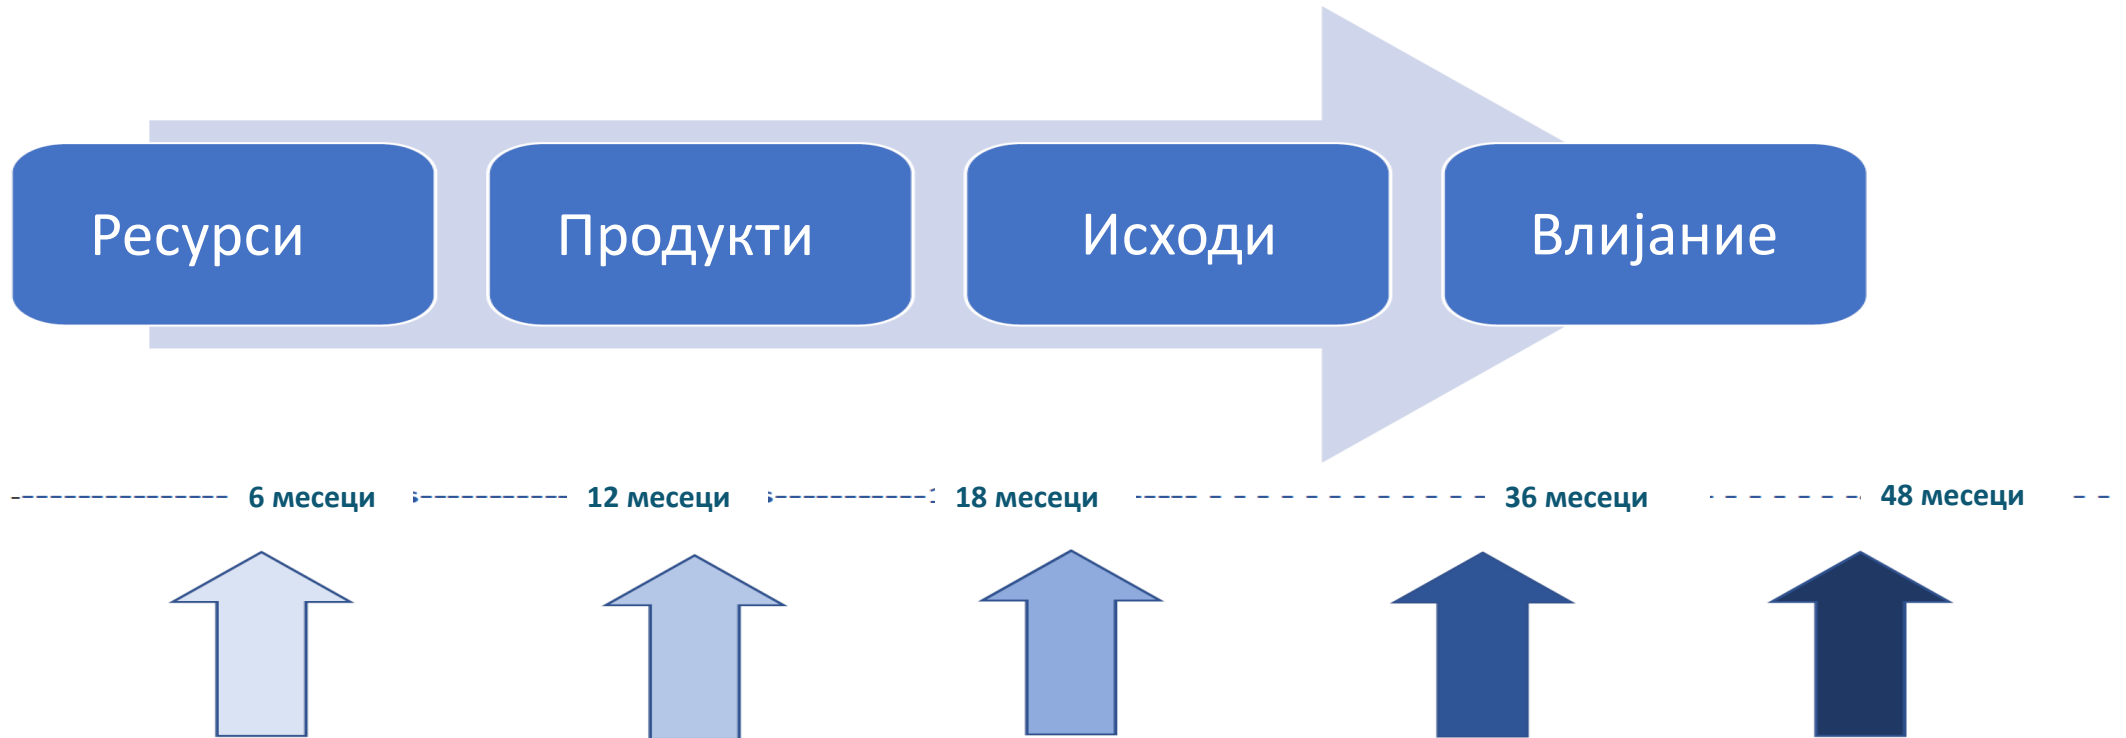 Ресурси
Продукти
Исходи
Влијание
6 месеци
12 месеци
18 месеци
36 месеци
48 месеци